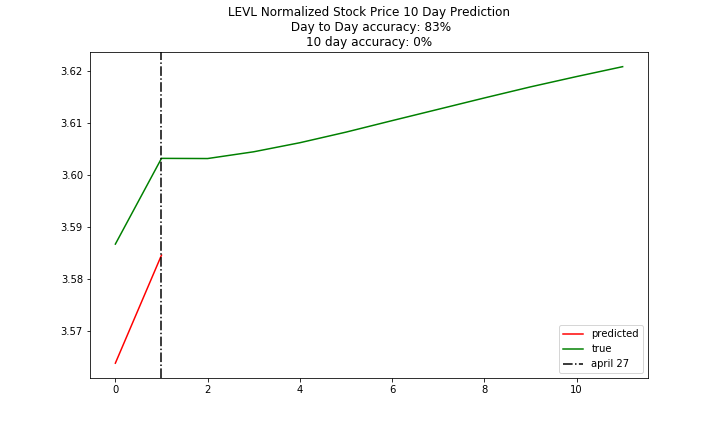 LEVL Normalized Stock Price 10 Day Prediction
Day to Day accuracy: 83%
10 day accuracy: 0%
3.62
3.61
3.60
3.59
3.58
3.57
0 2 4 6 8 10
predicted
true
april 27